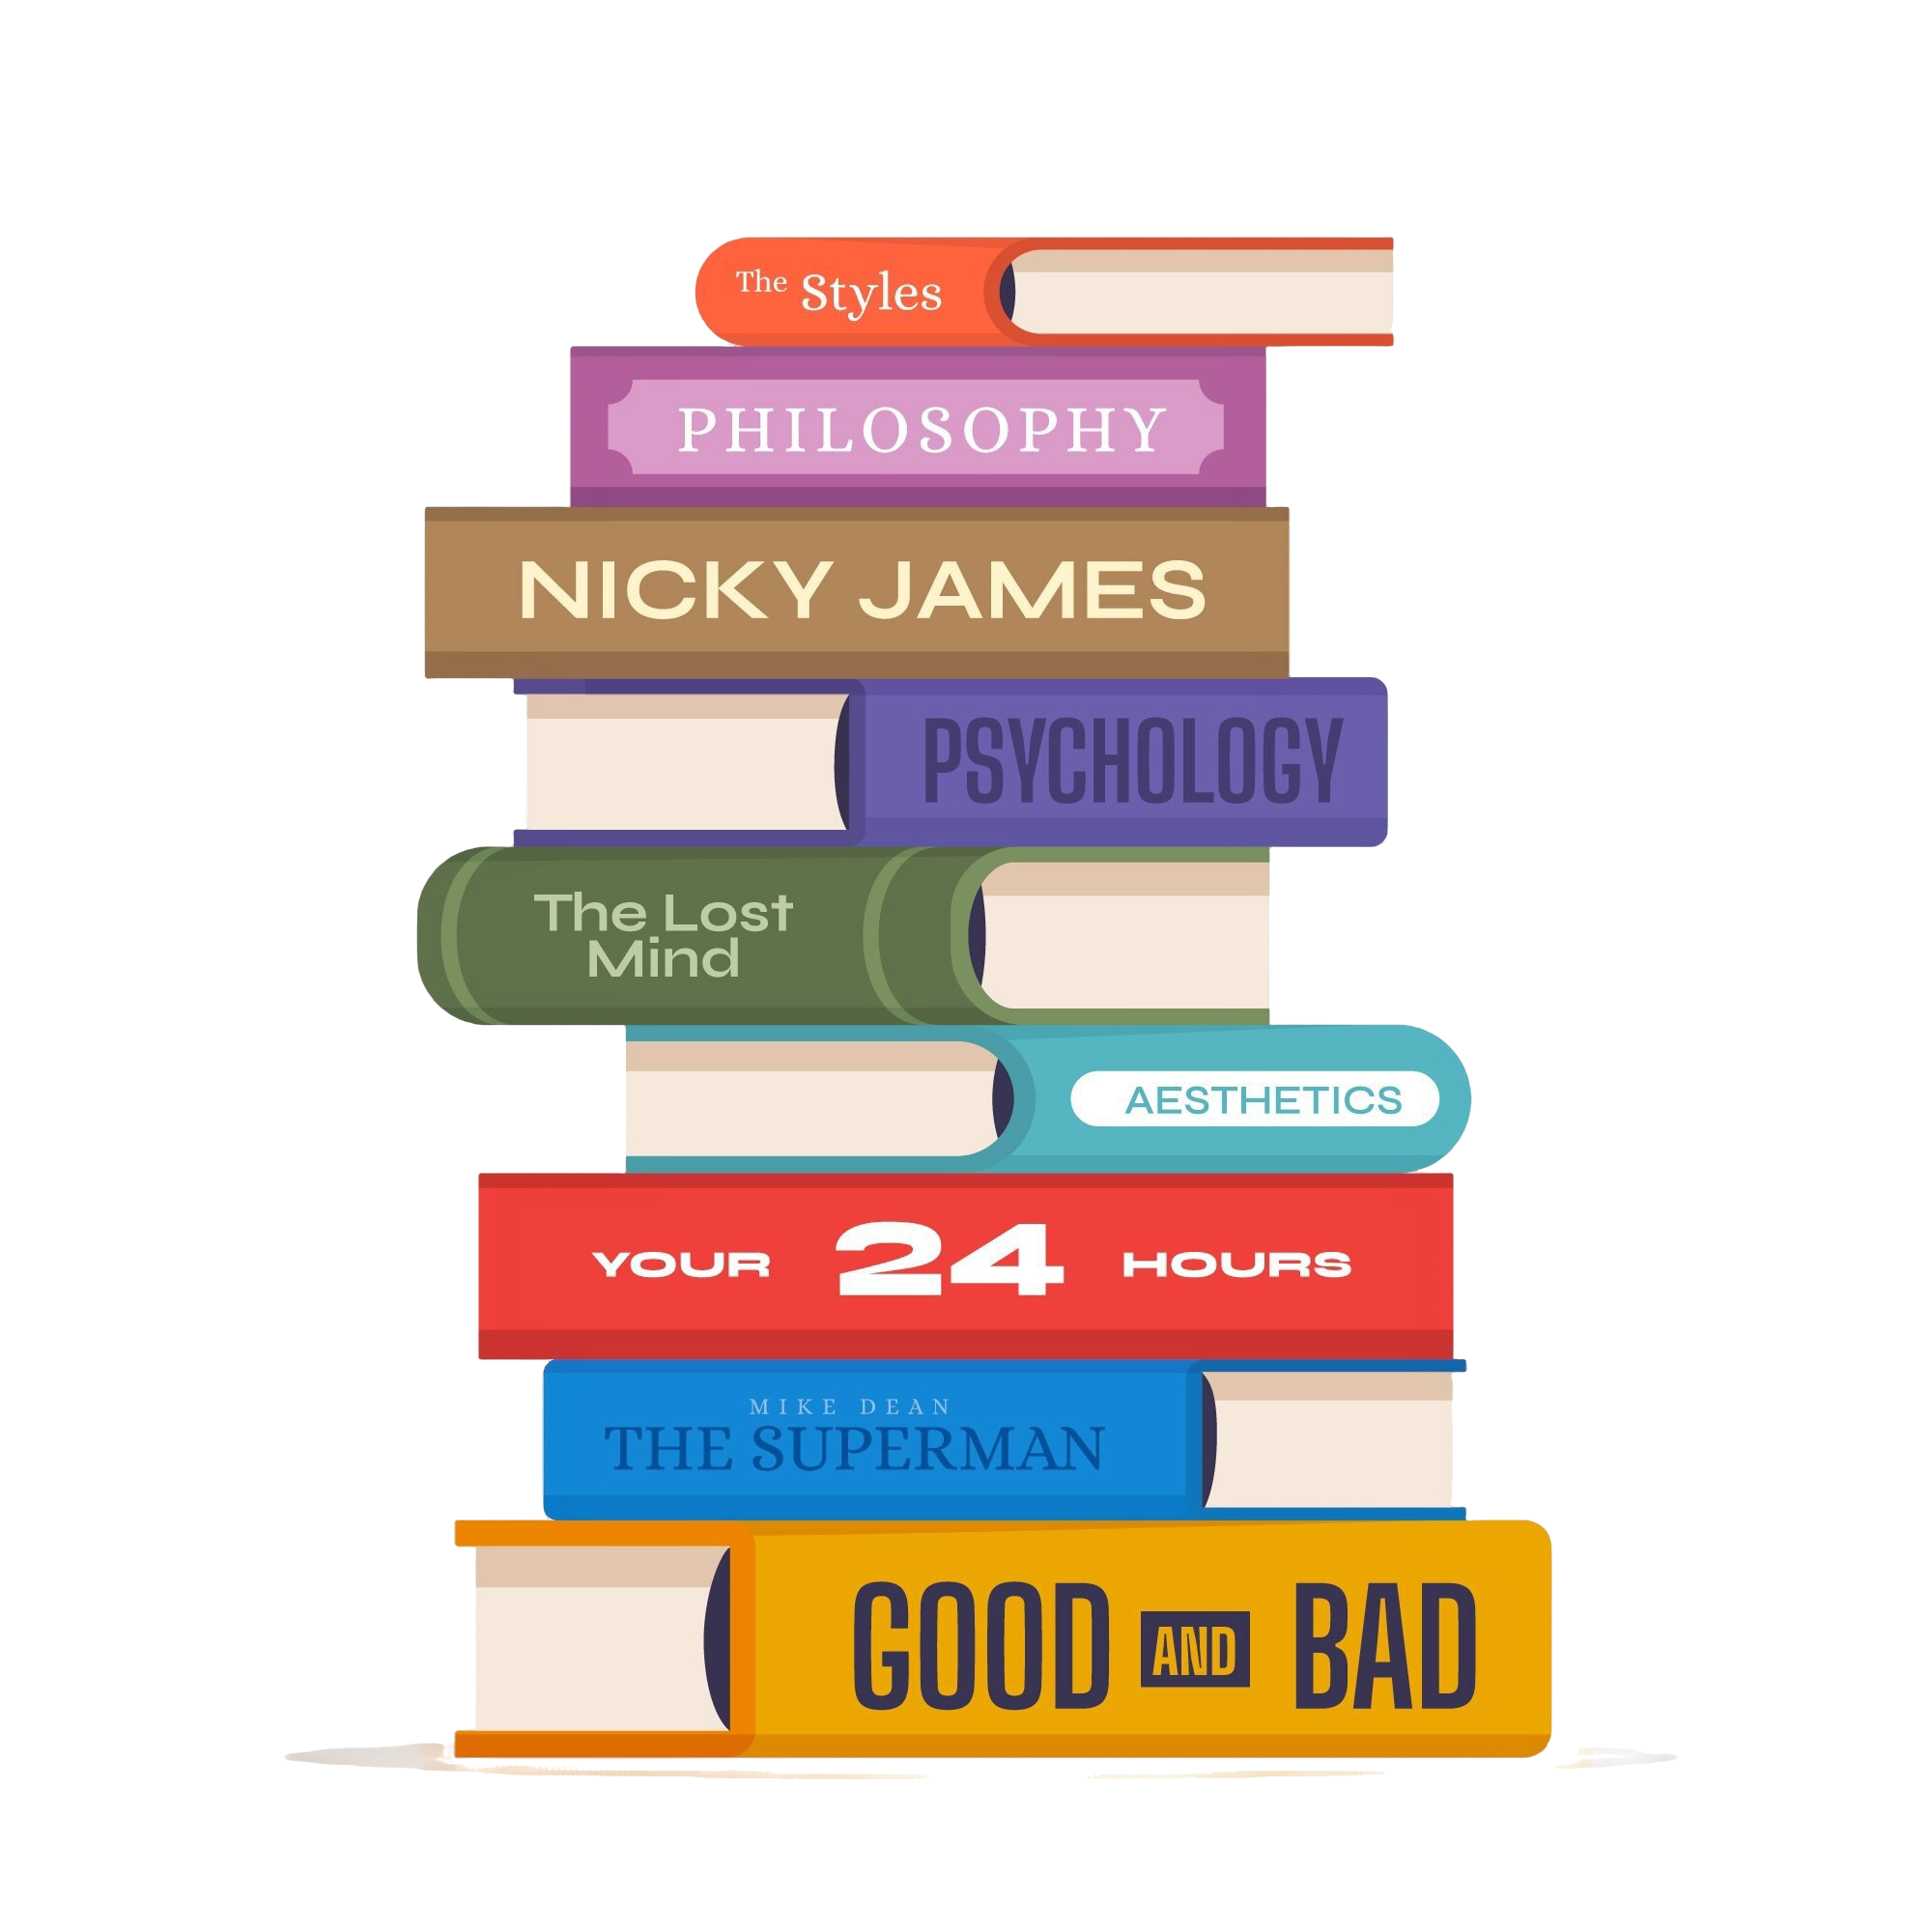 The Styles
PHILOSOPHY
NICKY JAMES
PSYCHOLOGY
The Lost
Mind
AESTHETICS
YOUR 24 HOURS
MIKE DEAN
THE SUPERMAN
GOOD AND BAD